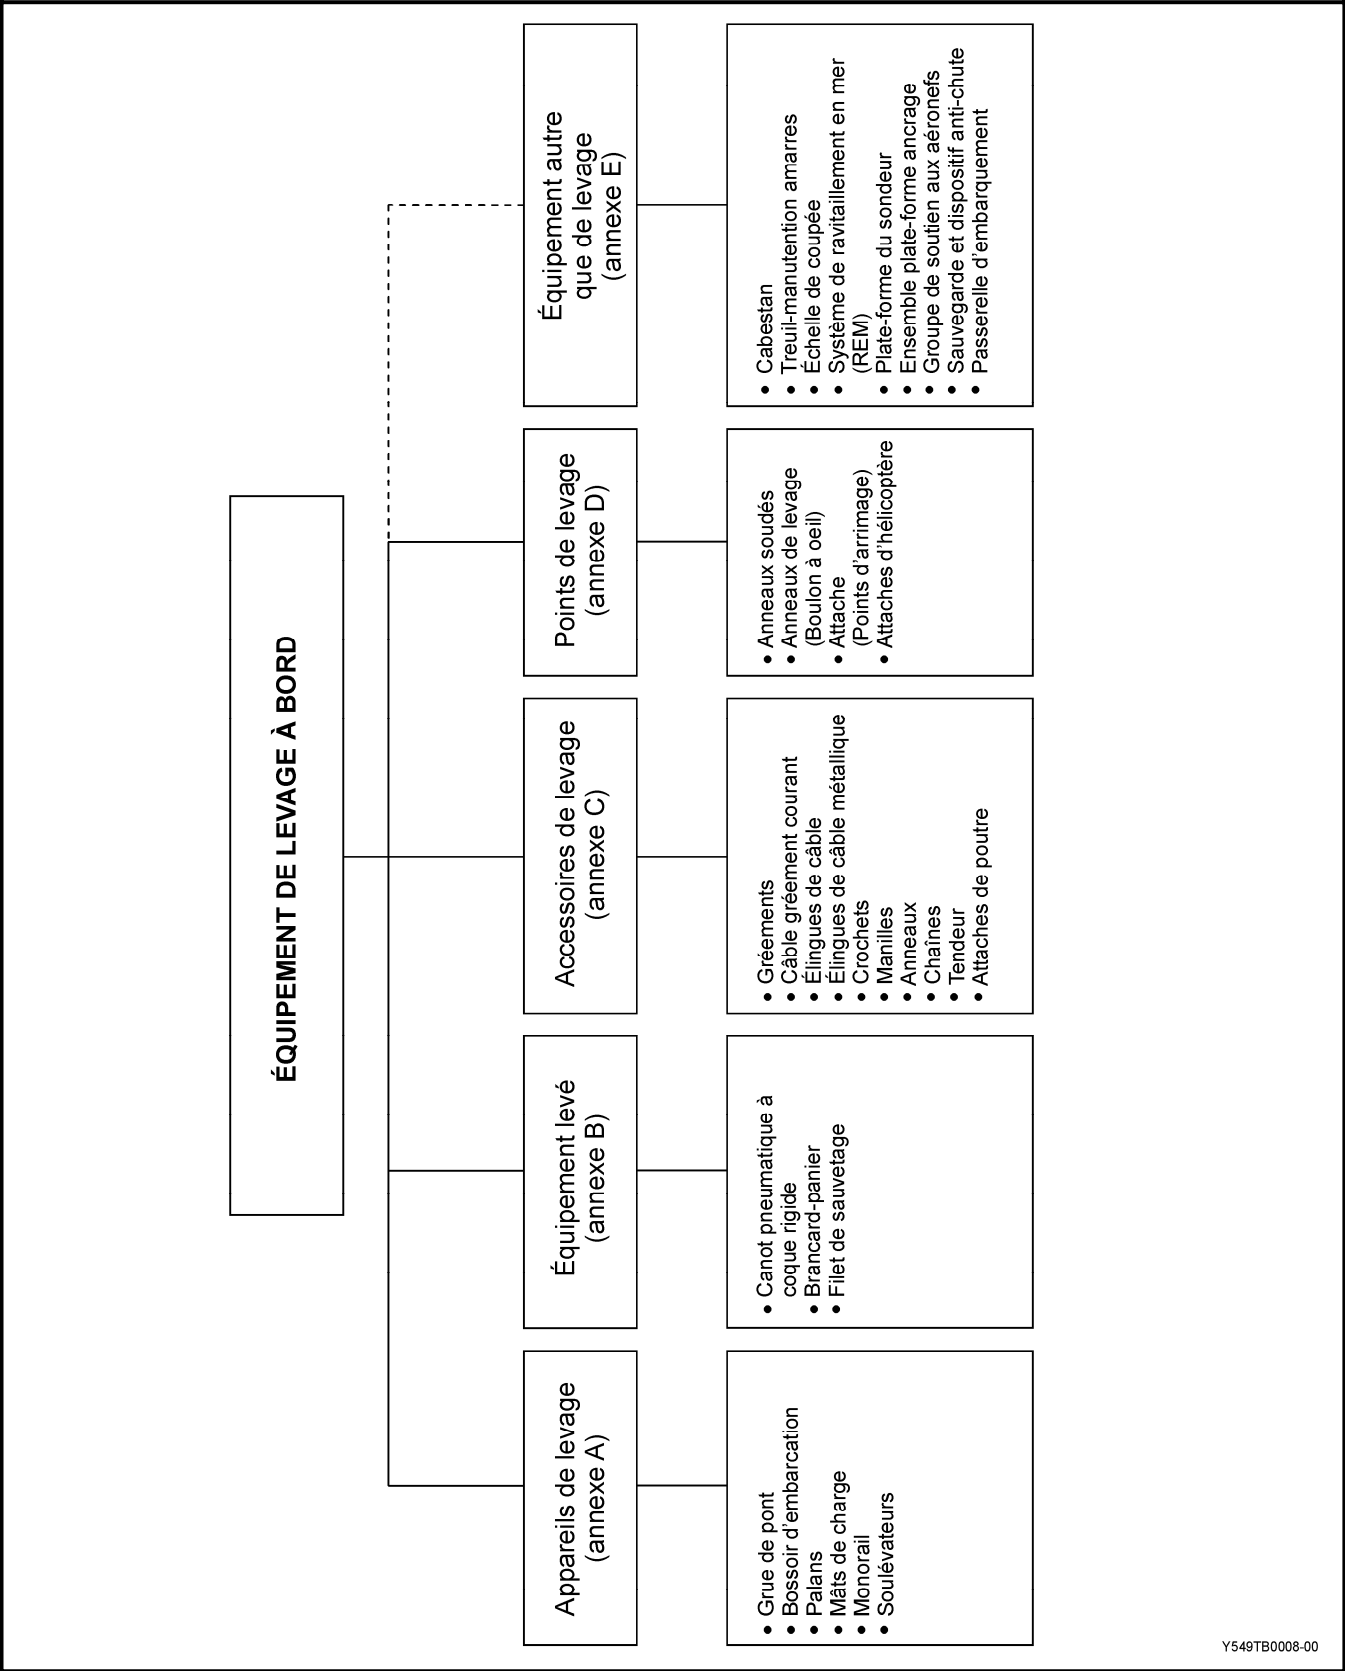 ÉQUIPEMENT DE LEVAGE À BORD
Appareils de levage
(annexe A)
• Grue de pont
• Bossoir d'embarcation
• Palans
• Mâts de charge
• Monorail
• Soulévateurs
Équipement levé
(annexe B)
• Canot pneumatique à
coque rigide
• Brancard-panier
• Filet de sauvetage
Accessoires de levage
(annexe C)
• Gréements
• Câble gréement courant
• Élingues de câble
• Élingues de câble métallique
• Crochets
• Manilles
• Anneaux
• Chaînes
• Tendeur
• Attaches de poutre
Points de levage
(annexe D)
• Anneaux soudés
• Anneaux de levage
(Boulon à oeil)
• Attache
(Points d'arrimage)
• Attaches d'hélicoptère
Équipement autre
que de levage
(annexe E)
• Cabestan
• Treuil-manutention amarres
• Échelle de coupée
• Système de ravitaillement en mer
(REM)
• Plate-forme du sondeur
• Ensemble plate-forme ancrage
• Groupe de soutien aux aéronefs
• Sauvegarde et dispositif anti-chute
• Passerelle d'embarquement
Y549TB0008-00